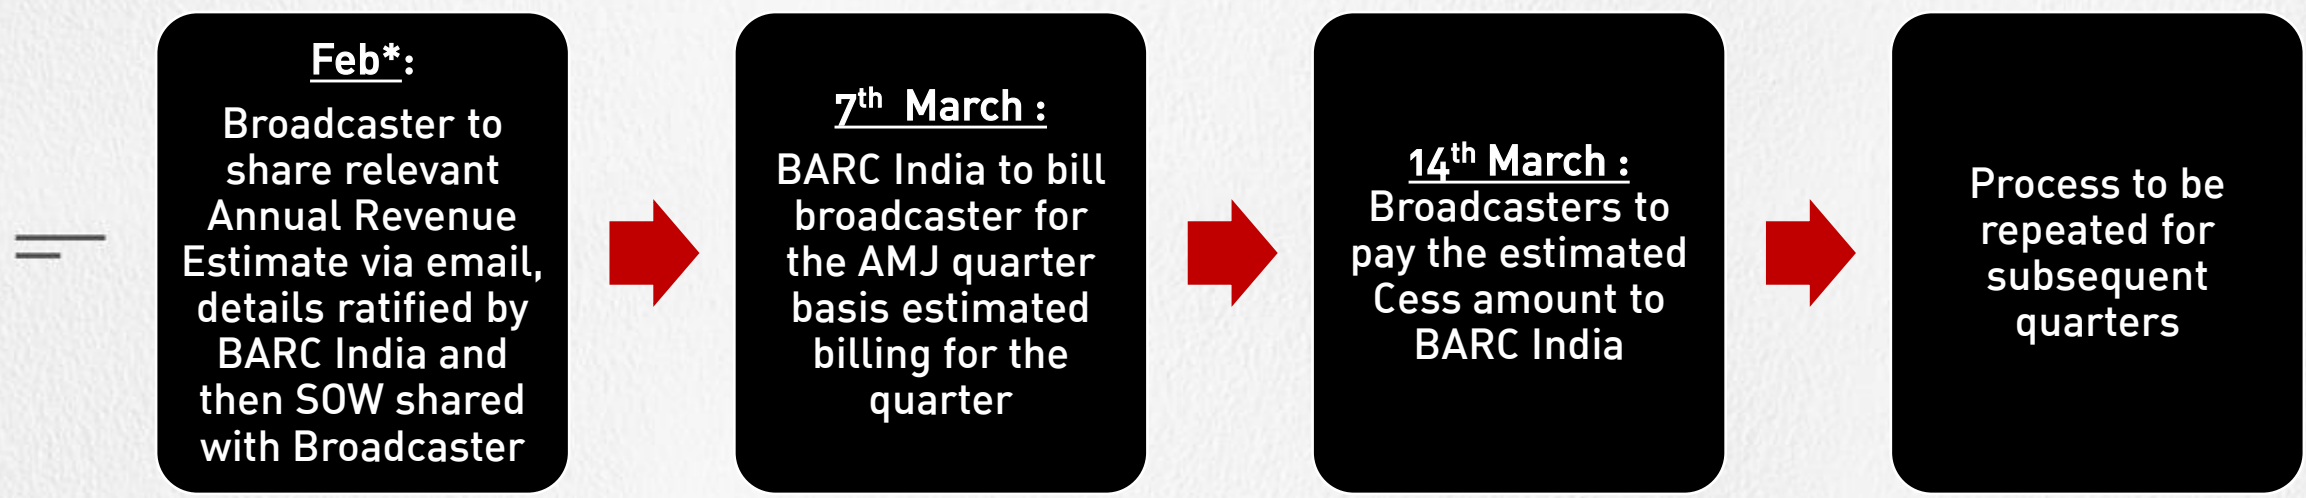 Feb*:
Broadcaster to
share relevant
Annual Revenue
Estimate via email,
details ratified by
BARC India and
then SOW shared
with Broadcaster
7th March :
BARC India to bill
broadcaster for
the AMJ quarter
basis estimated
billing for the
quarter
14th March :
Broadcasters to
pay the estimated
Cess amount to
BARC India
Process to be
repeated for
subsequent
quarters